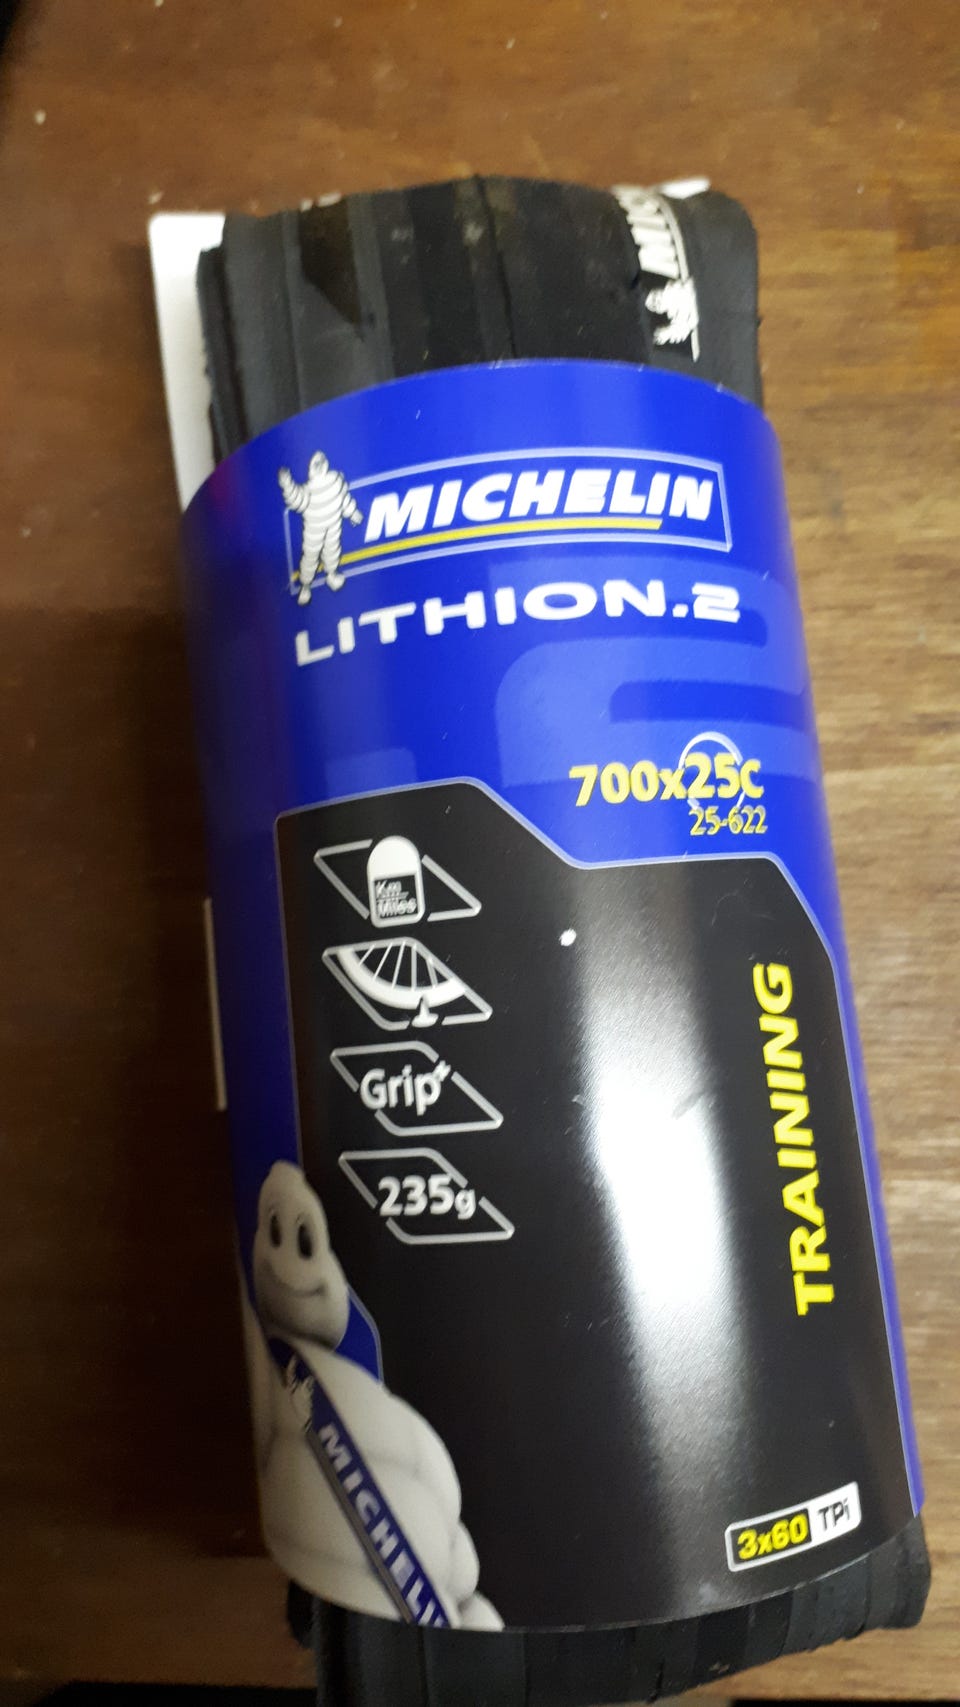 MICHELIN
LITHION.2
700x25C
25-622
Km
Miles
Grip+
235g
TRAINING
MICHELIN
3x60 TPi